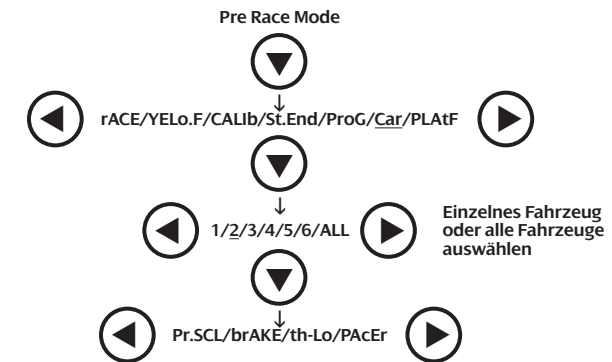 Pre Race Mode
rACE/YELo.F/CALIb/St.End/ProG/Car/PLAtF
1/2/3/4/5/6/ALL
Einzelnes Fahrzeug
oder alle Fahrzeuge
auswählen
Pr.SCL/brAKE/th-Lo/PAcEr